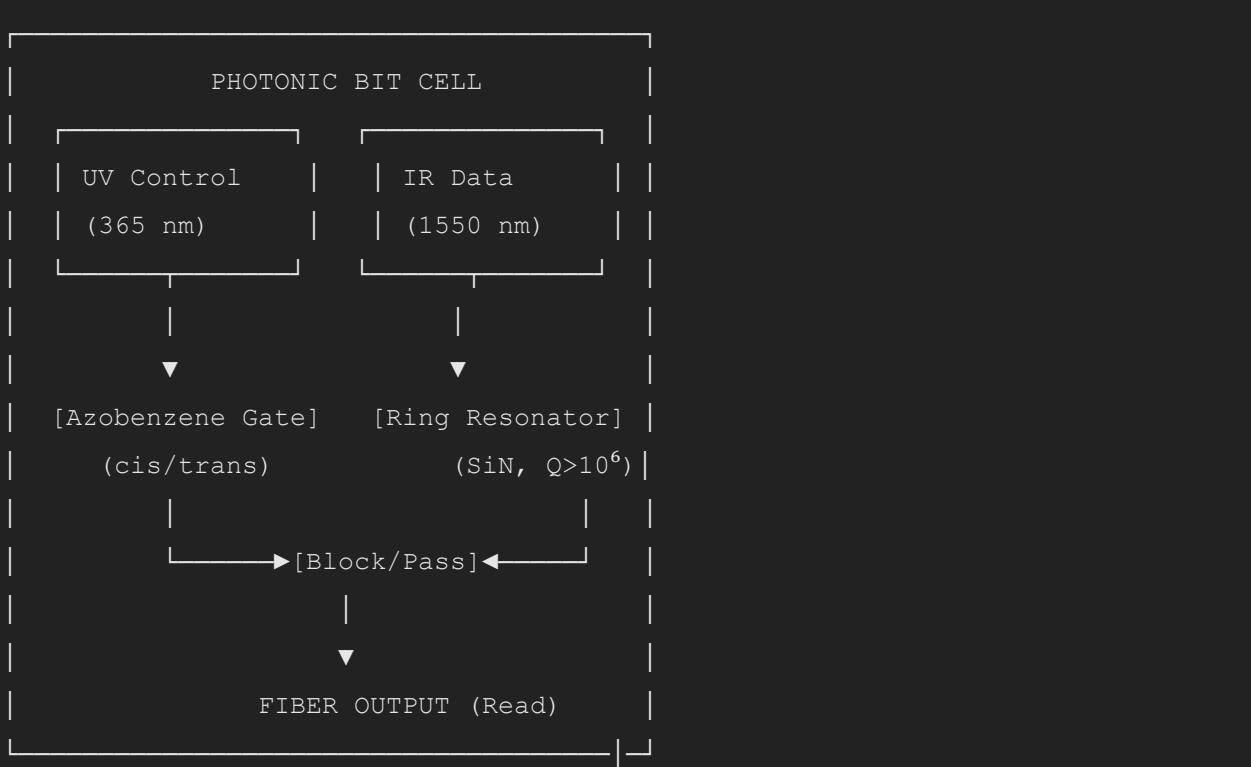 PHOTONIC BIT CELL
UV Control IR Data
(365 nm) (1550 nm)
[Azobenzene Gate] [Ring Resonator]
(cis/trans) (SiN, Q>10⁶)
[Block/Pass]
FIBER OUTPUT (Read)